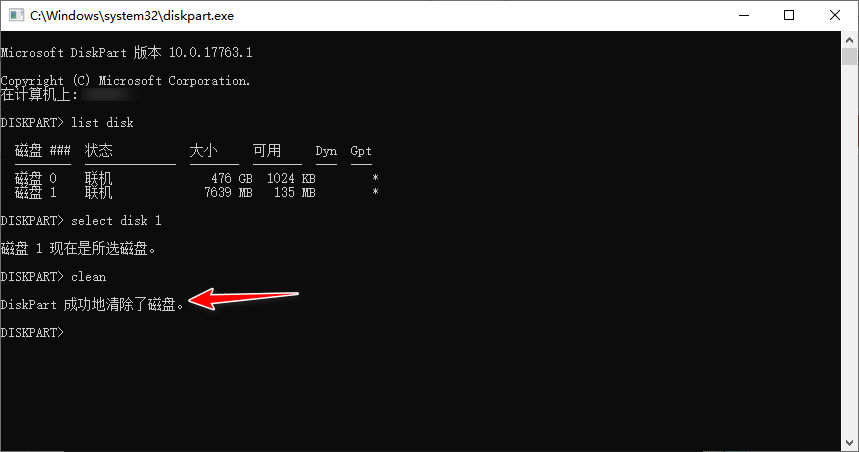 C:\Windows\system32\diskpart.exe
Microsoft DiskPart 版本 10.0.17763.1
Copyright (C) Microsoft Corporation.
在计算机上:
DISKPART> list disk
磁盘 ###  状态  大小  可用  Dyn  Gpt
磁盘 0  联机  476 GB  1024 KB  *
磁盘 1  联机  7639 MB  135 MB  *
DISKPART> select disk 1
磁盘 1 现在是所选磁盘。
DISKPART> clean
DiskPart 成功地清除了磁盘。
DISKPART>